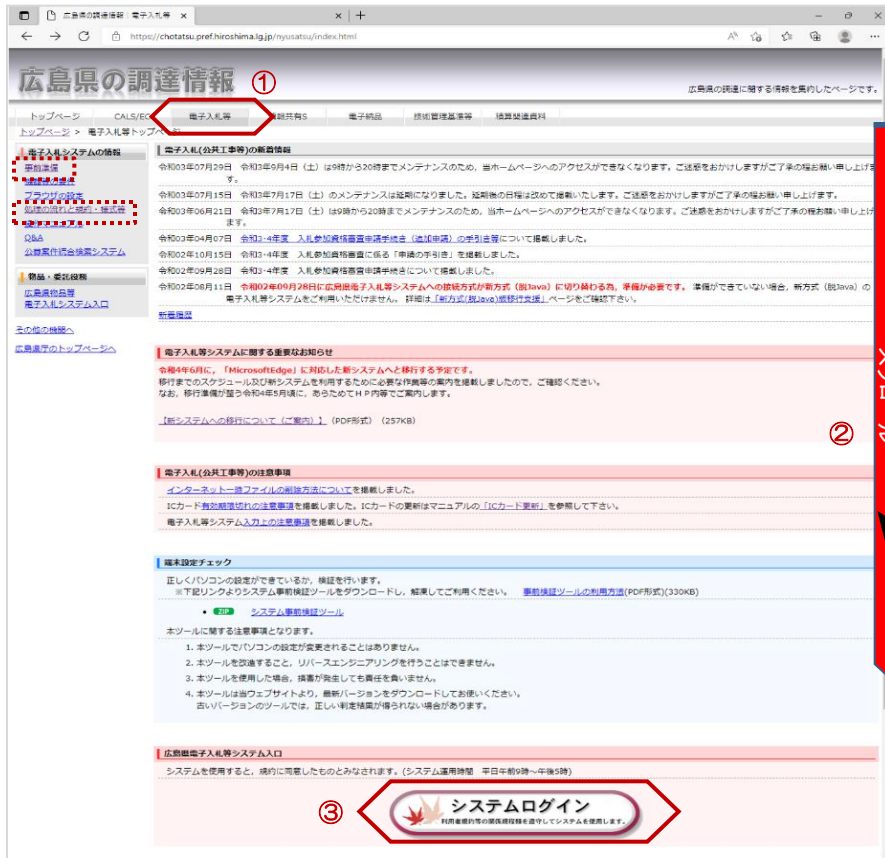 広島県の調達情報：電子入札等
https://chotatsu.pref.hiroshima.lg.jp/nyusatsu/index.html
広島県の調達情報
①
広島県の調達に関する情報を集約したページです。
トップページ CALS/EC 電子入札等 情報共有S 電子納品 技術管理基準等 積算関連資料
トップページ > 電子入札等トップページ
電子入札システムの情報
事前準備
機器等の要件
ブラウザの設定
処理の流れと規約・様式等
操作マニュアル
Q&A
公募案件統合検索システム
物品・委託役務
広島県物品等
電子入札システム入口
その他の機関へ
広島県庁のトップページへ
電子入札(公共工事等)の新着情報
令和03年07月29日 令和3年9月4日（土）は9時から20時までメンテナンスのため，当ホームページへのアクセスができなくなります。ご迷惑をおかけしますがご了承の程お願い申し上げま
す。
令和03年07月15日 令和3年7月17日（土）のメンテナンスは延期になりました。延期後の日程は改めて掲載いたします。ご迷惑をおかけしますがご了承の程お願い申し上げます。
令和03年06月21日 令和3年7月17日（土）は9時から20時までメンテナンスのため，当ホームページへのアクセスができなくなります。ご迷惑をおかけしますがご了承の程お願い申し上げ
ます。
令和03年04月07日 令和3-4年度 入札参加資格審査申請手続き（追加申請）の手引き等について掲載しました。
令和02年10月15日 令和3-4年度 入札参加資格審査に係る「申請の手引き」を掲載しました。
令和02年09月28日 令和3-4年度 入札参加資格審査申請手続きについて掲載しました。
令和02年08月11日 令和02年09月28日に広島県電子入札等システムへの接続方式が新方式（脱Java）に切り替わる為，準備が必要です。 準備ができていない場合，新方式（脱Java）の
電子入札等システムをご利用いただけません。 詳細は「新方式(脱Java)版移行支援」ページをご確認下さい。
新着履歴
電子入札等システムに関する重要なお知らせ
令和4年6月に，「MicrosoftEdge」に対応した新システムへと移行する予定です。
移行までのスケジュール及び新システムを利用するために必要な作業等の案内を掲載しましたので，ご確認ください。
なお，移行準備が整う令和4年5月頃に，あらためてＨＰ内等でご案内します。
【新システムへの移行について（ご案内）】（PDF形式）（257KB）
②
電子入札(公共工事等)の注意事項
インターネット一時ファイルの削除方法についてを掲載しました。
ICカード有効期限切れの注意事項を掲載しました。ICカードの更新はマニュアルの「ICカード更新」を参照して下さい。
電子入札等システム入力上の注意事項を掲載しました。
端末設定チェック
正しくパソコンの設定ができているか，検証を行います。
※下記リンクよりシステム事前検証ツールをダウンロードし，解凍してご利用ください。 事前検証ツールの利用方法(PDF形式)(330KB)
• ZIP システム事前検証ツール
本ツールに関する注意事項となります。
1. 本ツールでパソコンの設定が変更されることはありません。
2. 本ツールを改造すること，リバースエンジニアリングを行うことはできません。
3. 本ツールを使用した場合，損害が発生しても責任を負いません。
4. 本ツールは当ウェブサイトより，最新バージョンをダウンロードしてお使いください。
古いバージョンのツールでは，正しい判定結果が得られない場合があります。
広島県電子入札等システム入口
システムを使用すると，規約に同意したものとみなされます。(システム運用時間 平日午前9時～午後5時)
③
システムログイン
利用者規約等の関係規程類を遵守してシステムを使用します。